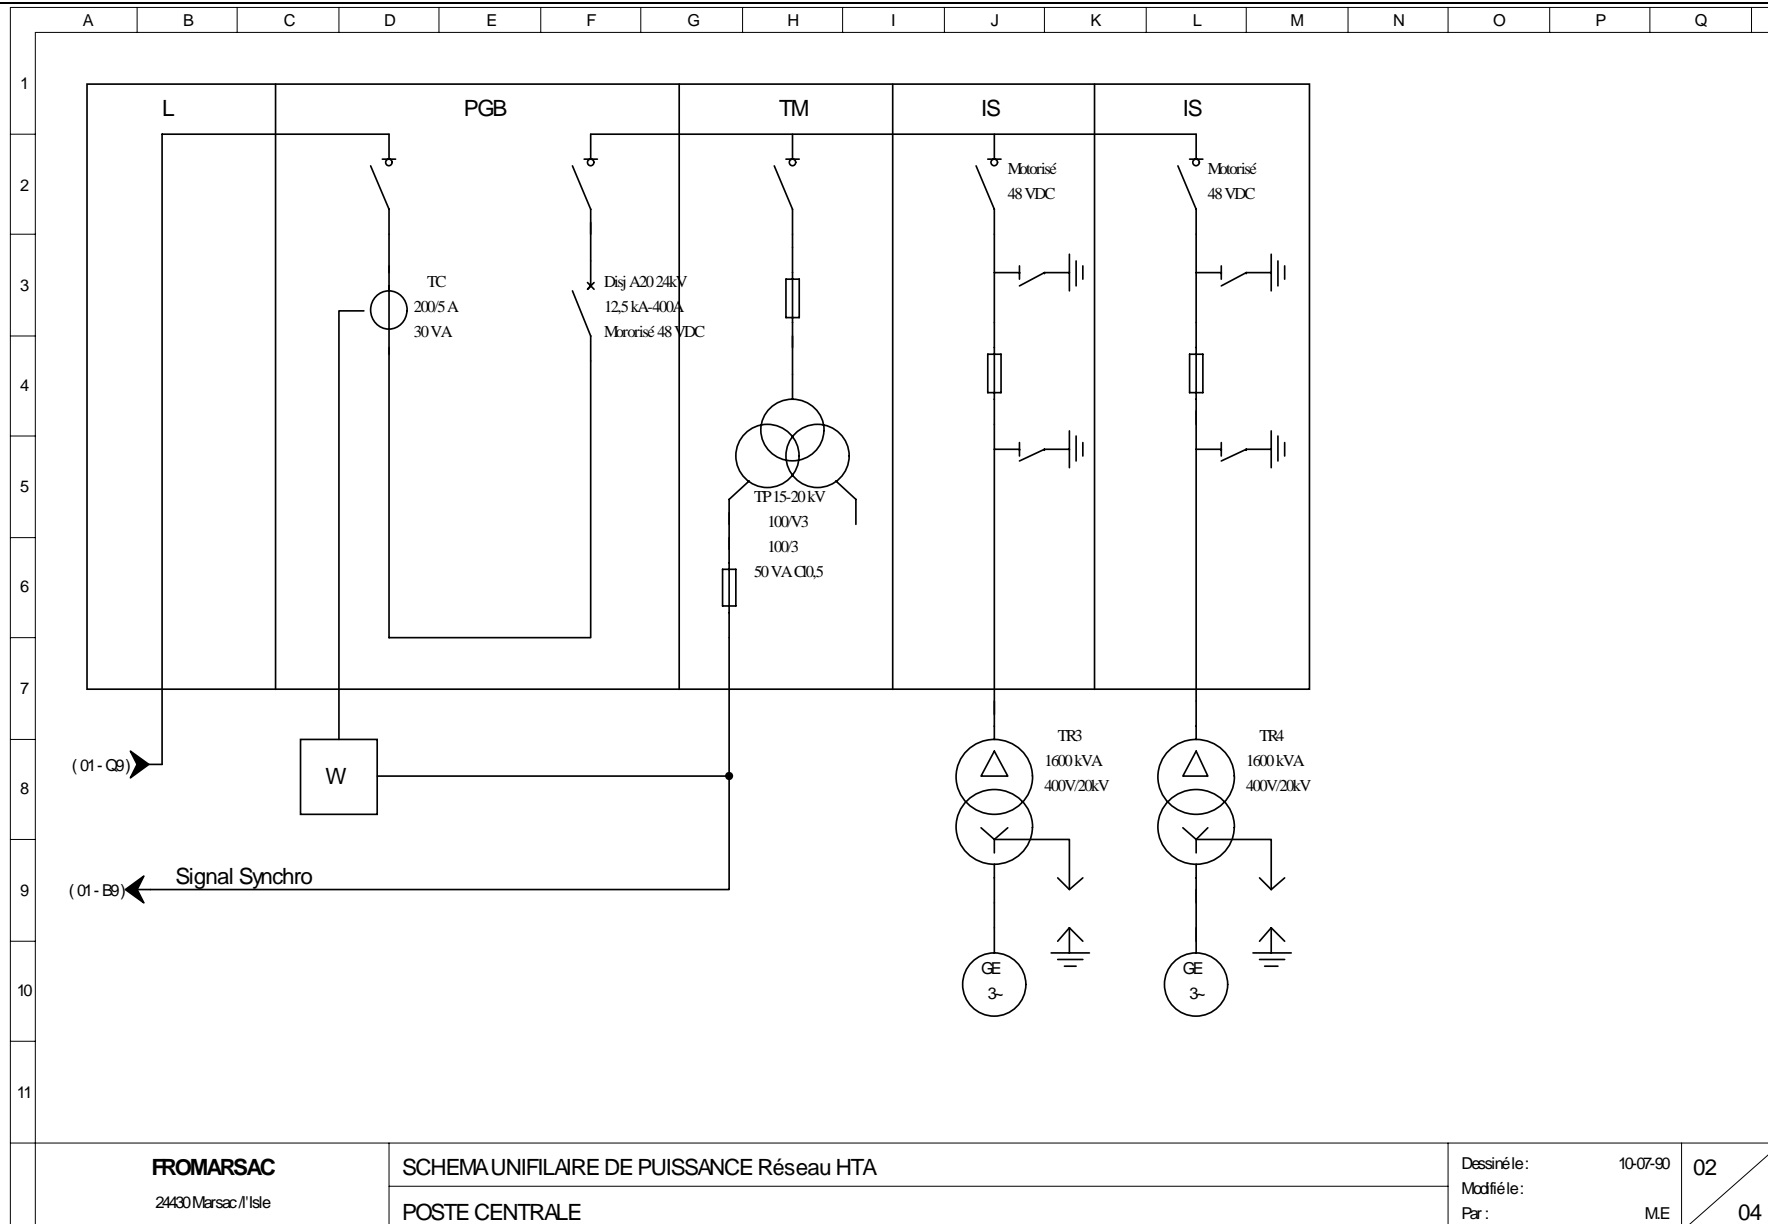 A B C D E F G H I J K L M N O P Q
1
L PGB TM IS IS
2
Motorisé
48 VDC
Motorisé
48 VDC
3
TC
200/5 A
30 VA
Disj A20 24kV
12,5 kA-400A
Mororisé 48 VDC
4
5
TP 15-20 kV
100/V3
100/3
50 VA Cl0,5
6
7
TR3
1600 kVA
400V/20kV
TR4
1600 kVA
400V/20kV
8
( 01 - Q9)
W
9
( 01 - B9)
Signal Synchro
10
GE
3~
GE
3~
11
FROMARSAC
24430 Marsac /l'Isle
SCHEMA UNIFILAIRE DE PUISSANCE Réseau HTA
POSTE CENTRALE
Dessiné le : 10-07-90
Modifié le :
Par : M.E
02
04